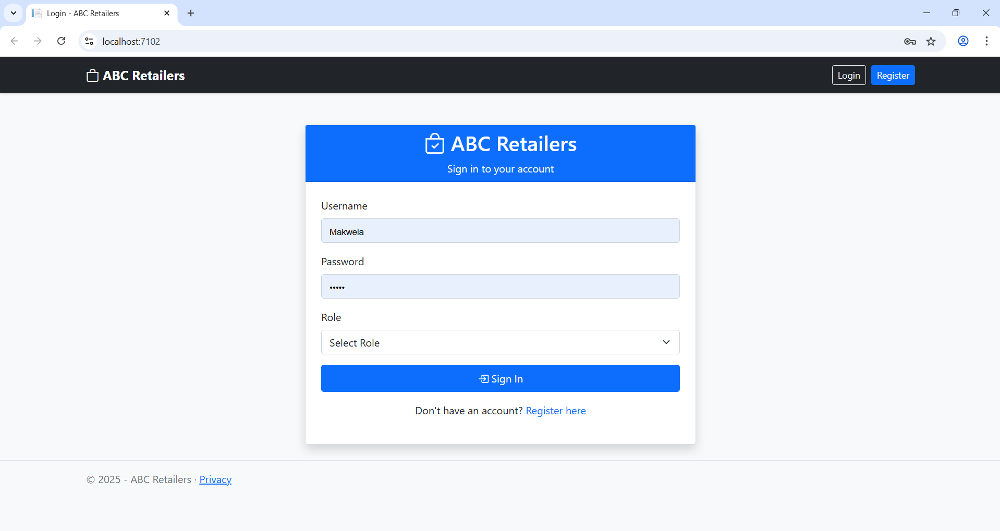 Login - ABC Retailers
localhost:7102
ABC Retailers
Login
Register
ABC Retailers
Sign in to your account
Username
Makwela
Password
•••••
Role
Select Role
Sign In
Don't have an account? Register here
© 2025 - ABC Retailers · Privacy